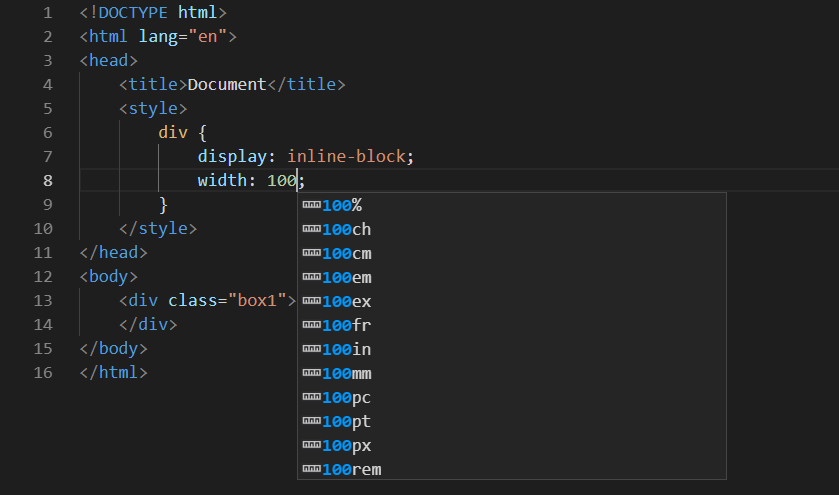 1 <!DOCTYPE html>
2 <html lang="en">
3 <head>
4 <title>Document</title>
5 <style>
6 div {
7 display: inline-block;
8 width: 100;
9 }
100%
10 </style>
100ch
11 </head>
100cm
12 <body>
100em
13 <div class="box1">
100ex
14 </div>
100fr
15 </body>
100in
16 </html>
100mm
100pc
100pt
100px
100rem